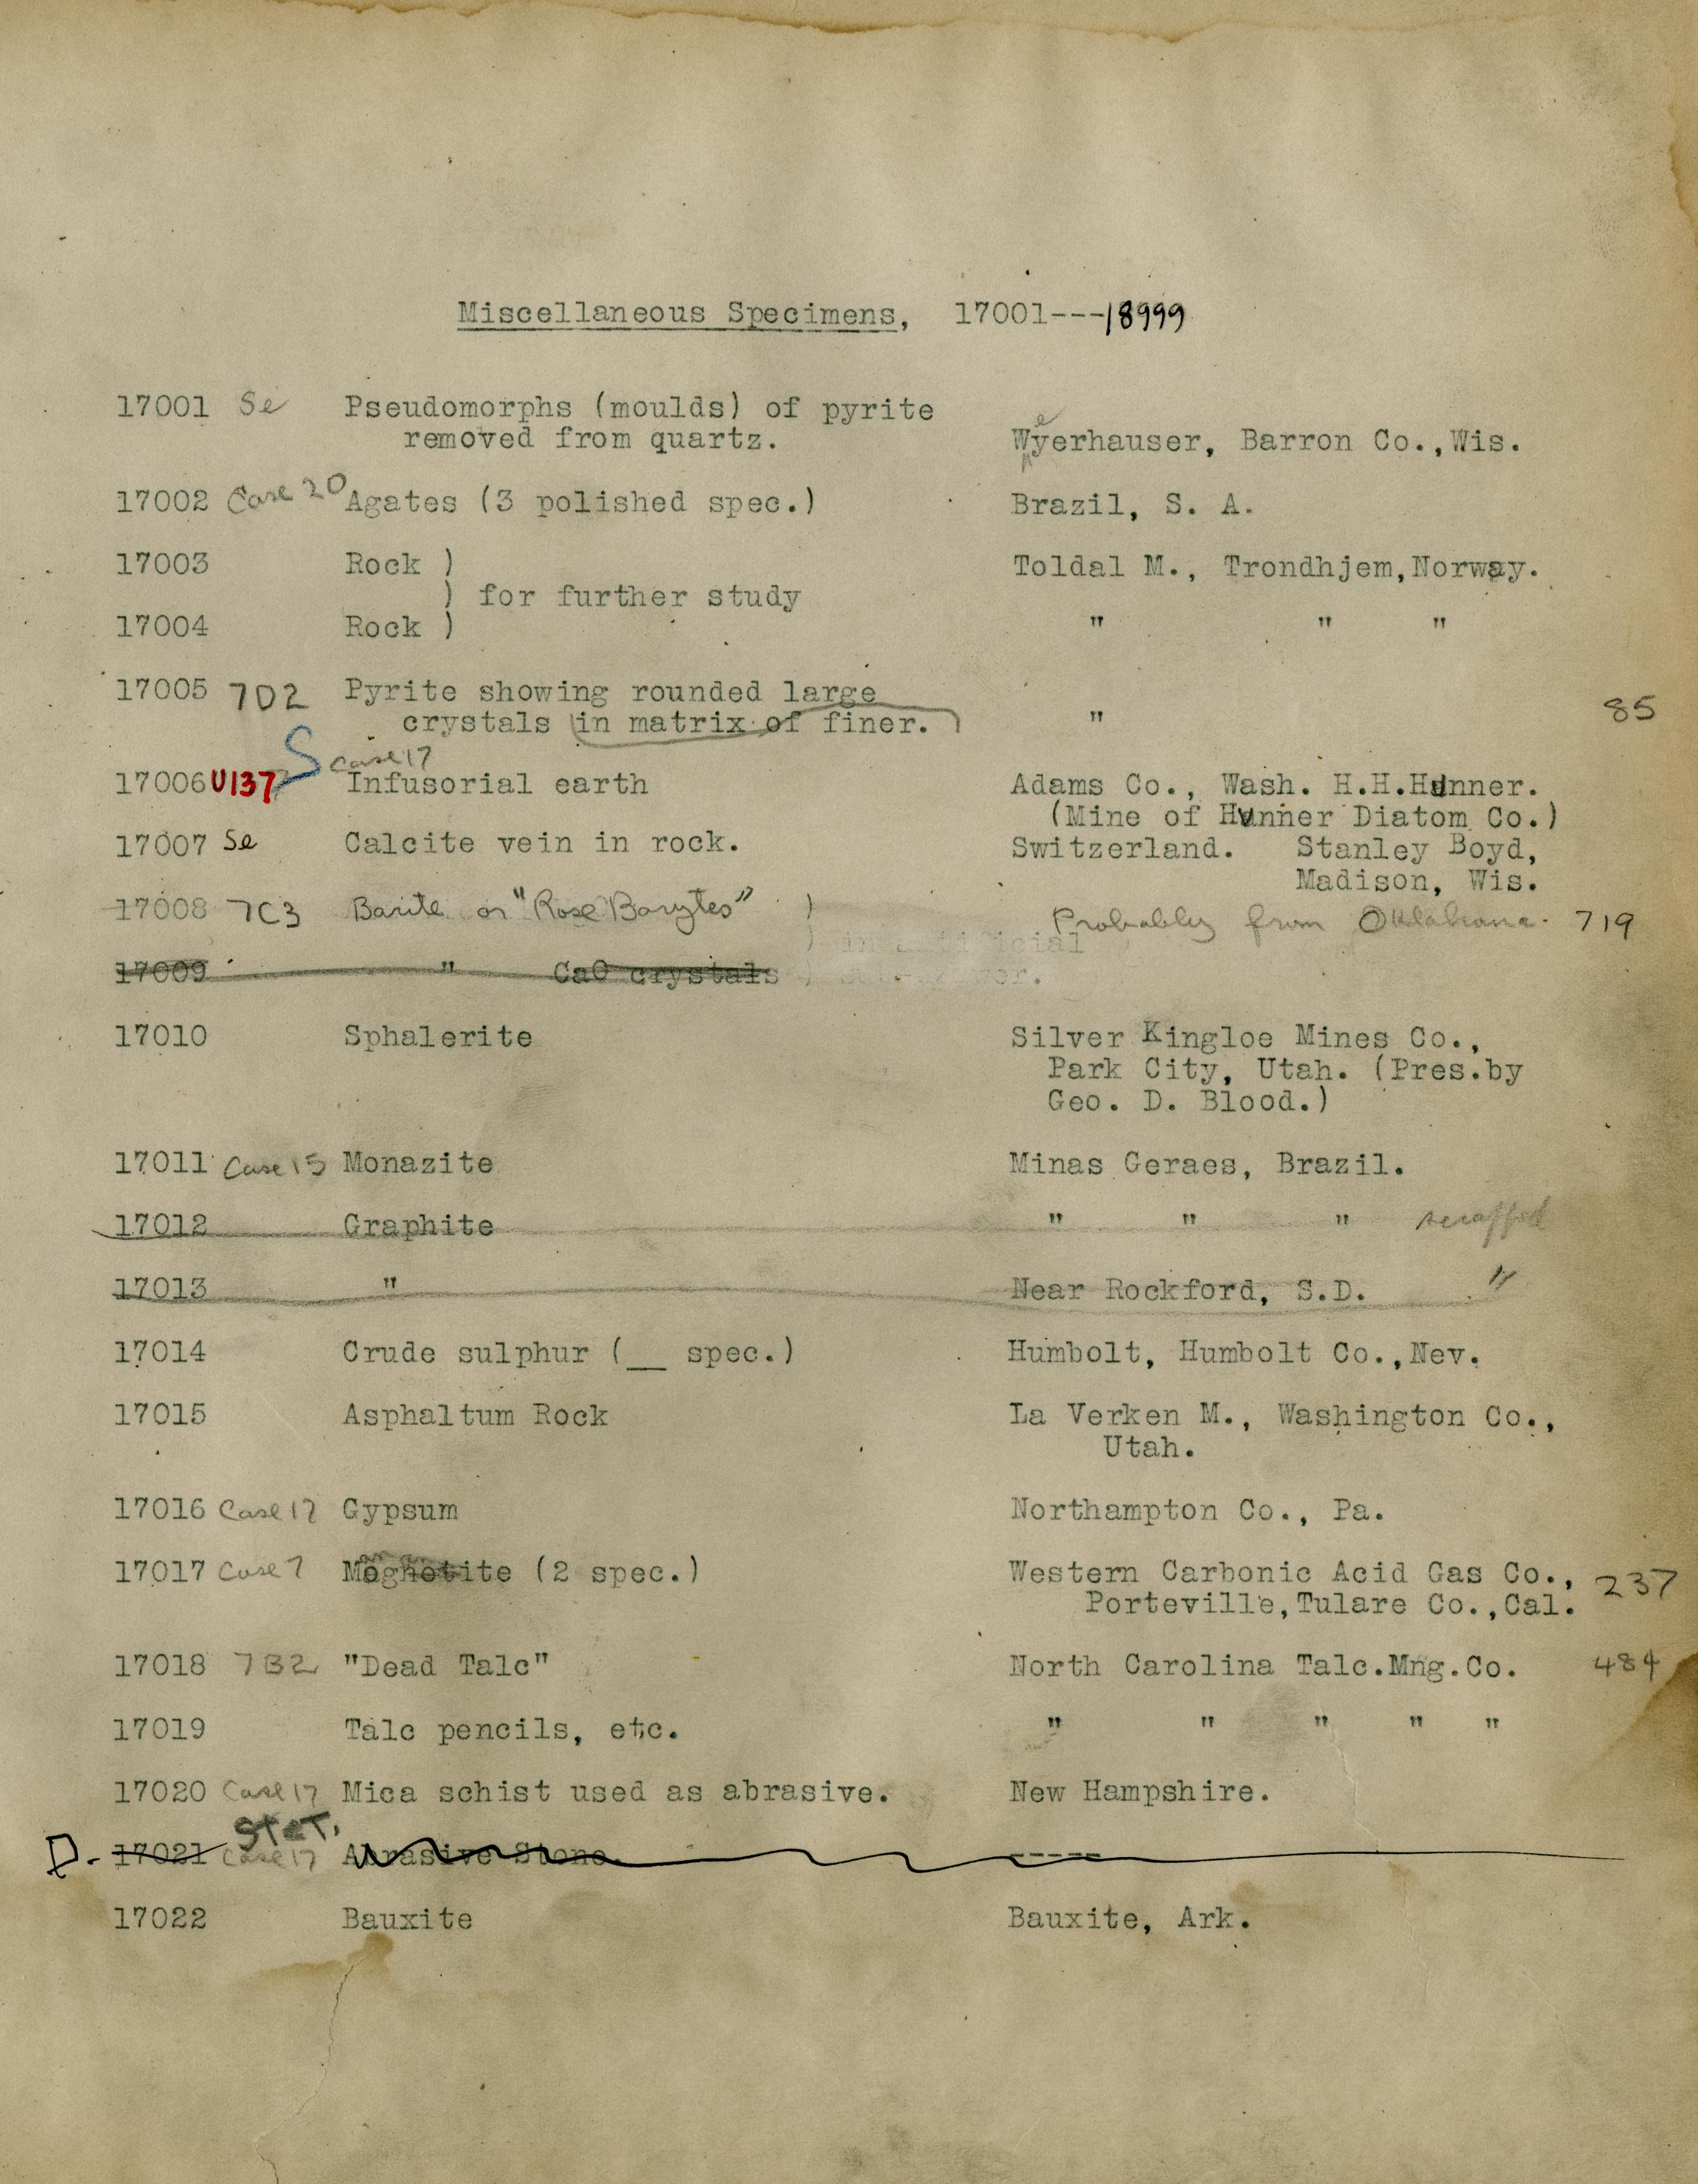 Miscellaneous Specimens, 17001---18999
17001 Se Pseudomorphs (moulds) of pyrite
removed from quartz. Wyerhauser, Barron Co.,Wis.
e
17002 Case 20 Agates (3 polished spec.) Brazil, S. A.
17003 Rock ) Toldal M., Trondhjem,Norway.
) for further study
17004 Rock ) " " "
17005 7D2 Pyrite showing rounded large
crystals in matrix of finer. " 85
S case 17
17006 U137 Infusorial earth Adams Co., Wash. H.H.Hunner.
(Mine of Hunner Diatom Co.)
17007 Se Calcite vein in rock. Switzerland. Stanley Boyd,
Madison, Wis.
17008 7C3 Barite or "Rose Barytes" ) Probably from Oklahoma. 719
) in artificial
17009 " CaO crystals )
17010 Sphalerite Silver Kingloe Mines Co.,
Park City, Utah. (Pres.by
Geo. D. Blood.)
17011 Case 15 Monazite Minas Geraes, Brazil.
17012 Graphite " " " scrapped
17013 " Near Rockford, S.D. "
17014 Crude sulphur (__ spec.) Humbolt, Humbolt Co.,Nev.
17015 Asphaltum Rock La Verken M., Washington Co.,
Utah.
17016 Case 17 Gypsum Northampton Co., Pa.
17017 Case 7 Magnetite (2 spec.) Western Carbonic Acid Gas Co., 237
Porteville,Tulare Co.,Cal.
17018 7B2 "Dead Talc" North Carolina Talc.Mng.Co. 484
17019 Talc pencils, etc. " " " " "
17020 Case 17 Mica schist used as abrasive. New Hampshire.
STET.
D. 17021 Case 17 Abrasive Stone. -----
17022 Bauxite Bauxite, Ark.